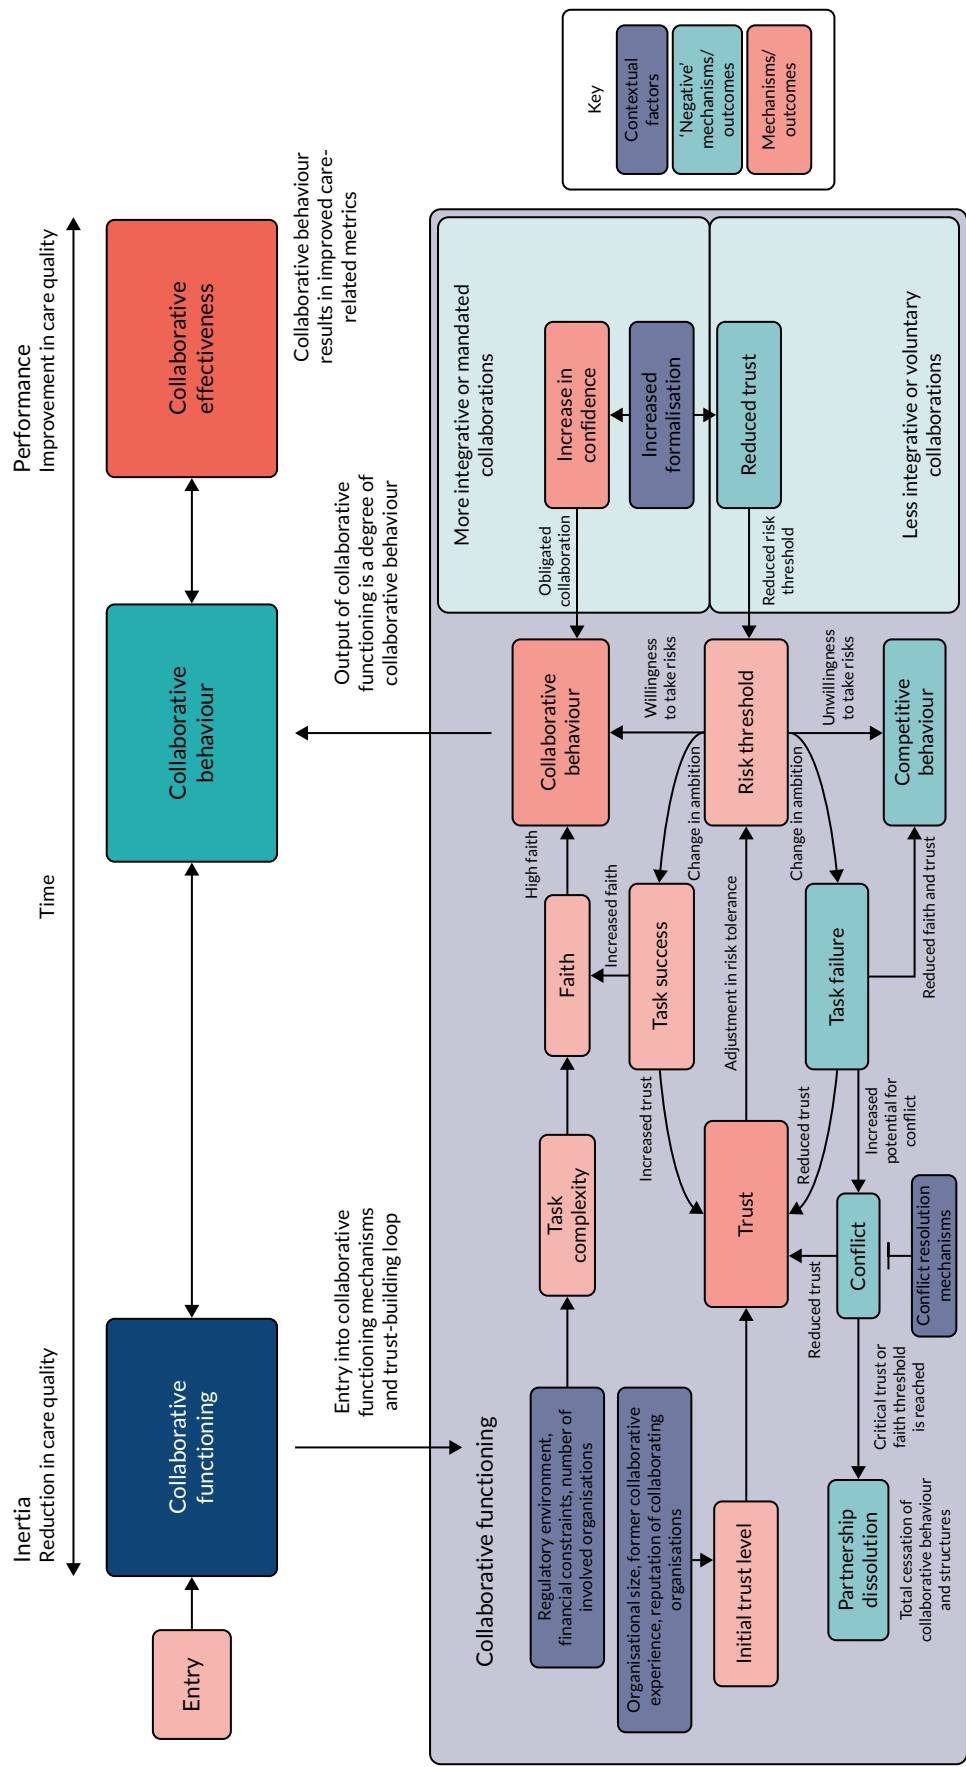 Inertia
Reduction in care quality
Time
Performance
Improvement in care quality
Entry
Collaborative
functioning
Collaborative
behaviour
Collaborative
effectiveness
Entry into collaborative
functioning mechanisms
and trust-building loop
Output of collaborative
functioning is a degree of
collaborative behaviour
Collaborative behaviour
results in improved care-
related metrics
Collaborative functioning
Regulatory environment,
financial constraints, number of
involved organisations
Task
complexity
Faith
High faith
Collaborative
behaviour
Obligated
collaboration
Increase in
confidence
More integrative or mandated
collaborations
Increased faith
Willingness
to take risks
Increased
formalisation
Organisational size, former collaborative
experience, reputation of collaborating
organisations
Increased trust
Task success
Change in ambition
Initial trust level
Trust
Adjustment in risk tolerance
Risk threshold
Reduced risk
threshold
Reduced trust
Reduced trust
Reduced trust
Change in ambition
Unwillingness
to take risks
Task failure
Partnership
dissolution
Total cessation of
collaborative behaviour
and structures
Critical trust or
faith threshold
is reached
Conflict
Increased
potential for
conflict
Conflict resolution
mechanisms
Reduced faith and trust
Competitive
behaviour
Less integrative or voluntary
collaborations
Key
Contextual
factors
‘Negative’
mechanisms/
outcomes
Mechanisms/
outcomes